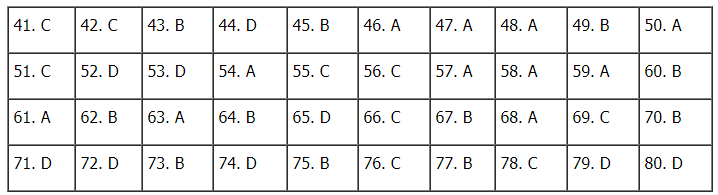 41. C 42. C 43. B 44. D 45. B 46. A 47. A 48. A 49. B 50. A
51. C 52. D 53. D 54. A 55. C 56. C 57. A 58. A 59. A 60. B
61. A 62. B 63. A 64. B 65. D 66. C 67. B 68. A 69. C 70. B
71. D 72. D 73. B 74. D 75. B 76. C 77. B 78. C 79. D 80. D